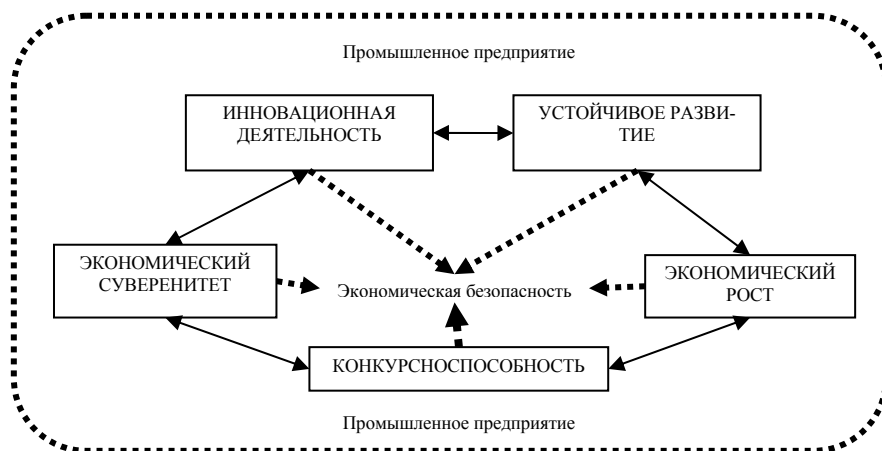 Промышленное предприятие
ИННОВАЦИОННАЯ
ДЕЯТЕЛЬНОСТЬ
УСТОЙЧИВОЕ РАЗВИ-
ТИЕ
ЭКОНОМИЧЕСКИЙ
СУВЕРЕНИТЕТ
Экономическая безопасность
ЭКОНОМИЧЕСКИЙ
РОСТ
КОНКУРСНОСПОСОБНОСТЬ
Промышленное предприятие